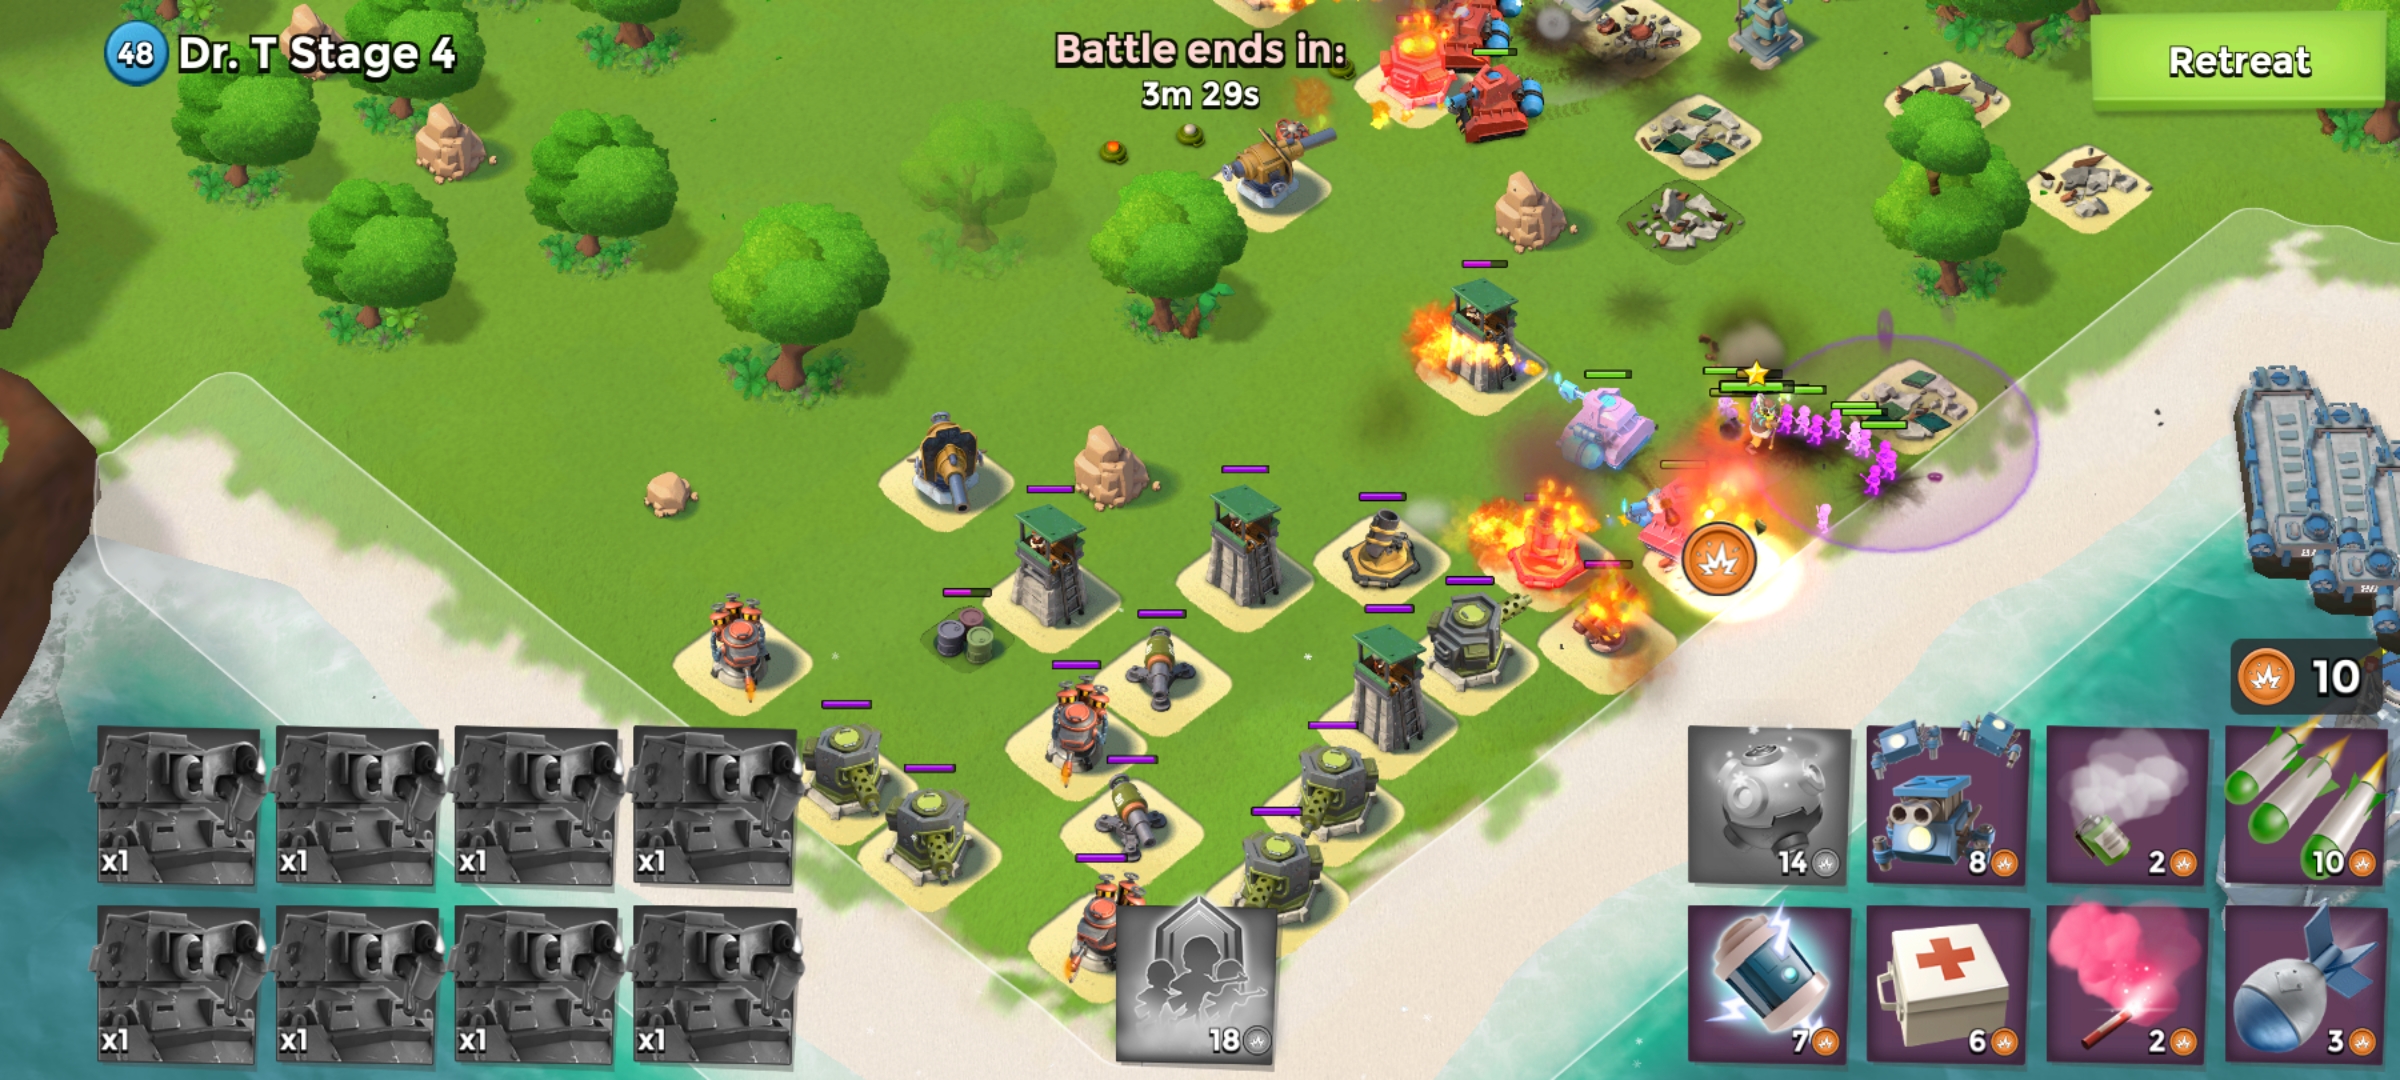 48 Dr. T Stage 4
Battle ends in:
3m 29s
Retreat
10
x1 x1 x1 x1
14 8 2 10
x1 x1 x1 x1
18
7 6 2 3